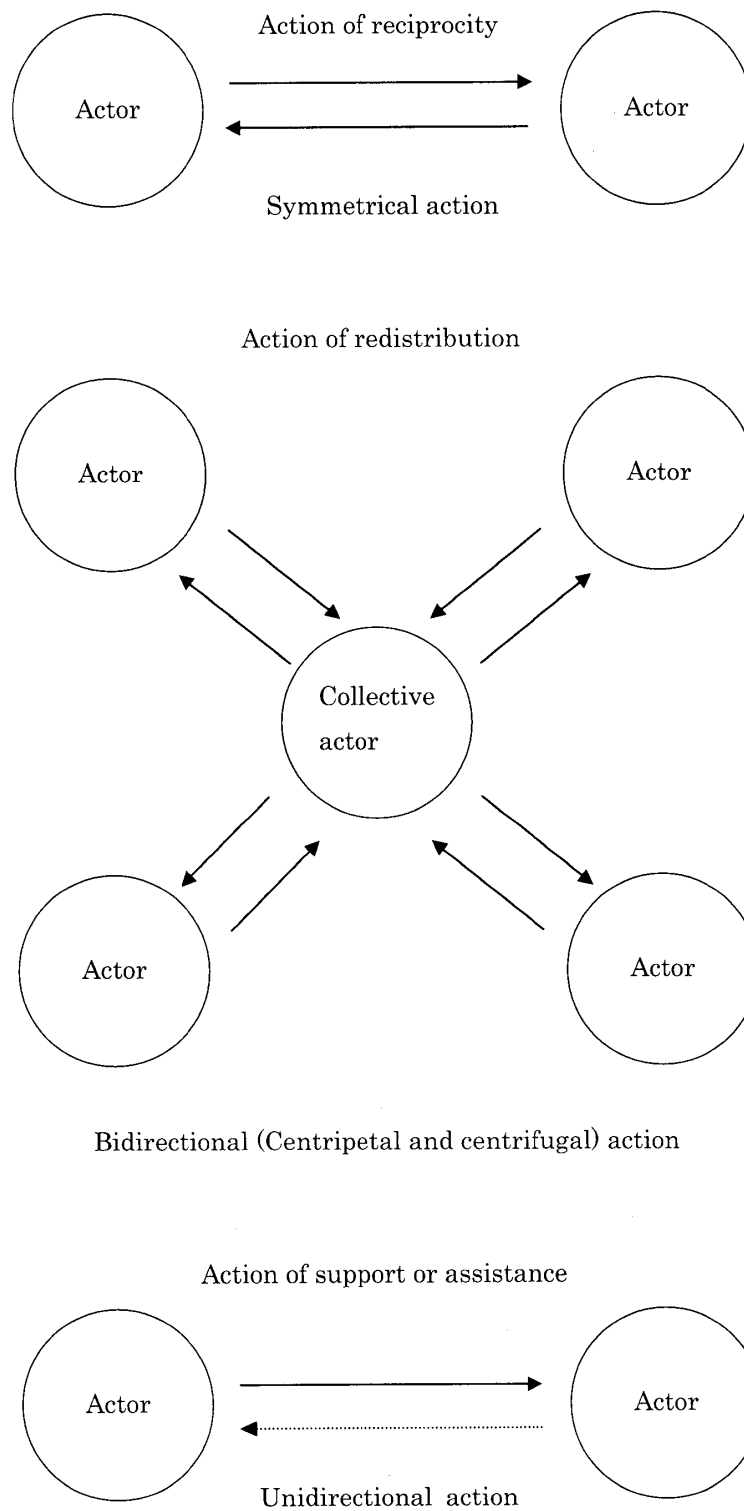 Action of reciprocity
Actor
Actor
Symmetrical action
Action of redistribution
Actor
Actor
Collective
actor
Actor
Actor
Bidirectional (Centripetal and centrifugal) action
Action of support or assistance
Actor
Actor
Unidirectional action